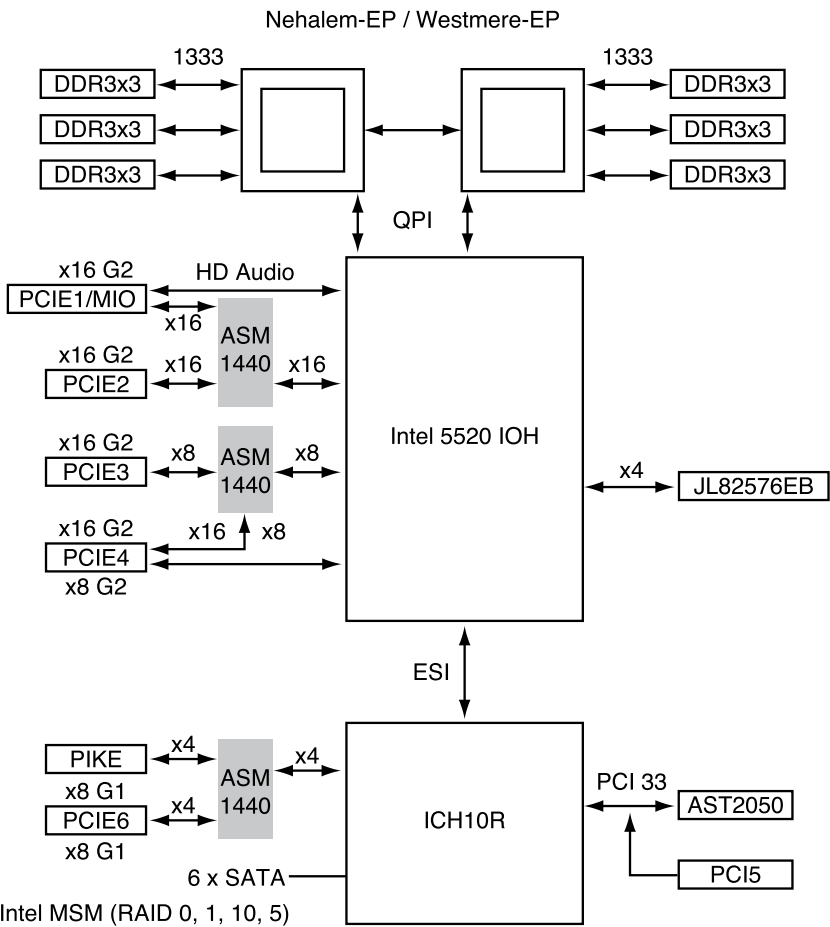 Nehalem-EP / Westmere-EP
1333
1333
DDR3x3
DDR3x3
DDR3x3
DDR3x3
DDR3x3
DDR3x3
QPI
x16 G2
HD Audio
PCIE1/MIO
x16
ASM
1440
x16 G2
x16
x16
PCIE2
Intel 5520 IOH
x16 G2
x8
ASM
1440
x8
PCIE3
x4
JL82576EB
x16 G2
x16
x8
PCIE4
x8 G2
ESI
x4
x4
PIKE
ASM
1440
x8 G1
x4
PCIE6
x8 G1
ICH10R
PCI 33
AST2050
PCI5
6 x SATA
Intel MSM (RAID 0, 1, 10, 5)